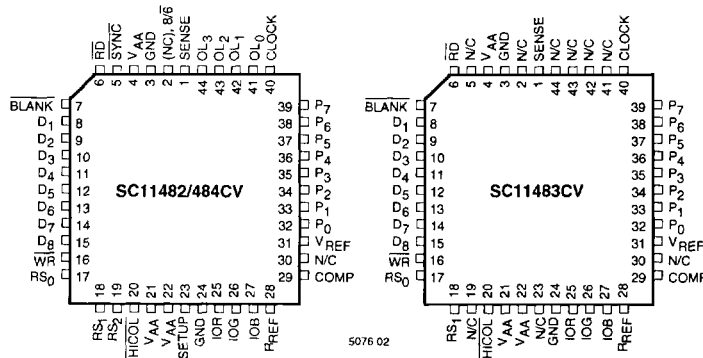 RD SYNC VAA GND (NC), 8/6 SENSE OL3 OL2 OL1 OL0 CLOCK
6 5 4 3 2 1 44 43 42 41 40
BLANK 7
D1 8
D2 9
D3 10
D4 11
D5 12
D6 13
D7 14
D8 15
WR 16
RS0 17
SC11482/484CV
39 P7
38 P6
37 P5
36 P4
35 P3
34 P2
33 P1
32 P0
31 VREF
30 N/C
29 COMP
18 19 20 21 22 23 24 25 26 27 28
RS1 RS2 HICOL VAA VAA SETUP GND IOR IOG IOB RREF
RD N/C VAA GND N/C SENSE N/C N/C N/C N/C CLOCK
6 5 4 3 2 1 44 43 42 41 40
BLANK 7
D1 8
D2 9
D3 10
D4 11
D5 12
D6 13
D7 14
D8 15
WR 16
RS0 17
SC11483CV
39 P7
38 P6
37 P5
36 P4
35 P3
34 P2
33 P1
32 P0
31 VREF
30 N/C
29 COMP
18 19 20 21 22 23 24 25 26 27 28
RS1 N/C HICOL VAA VAA N/C GND IOR IOG IOB RREF
5076 02